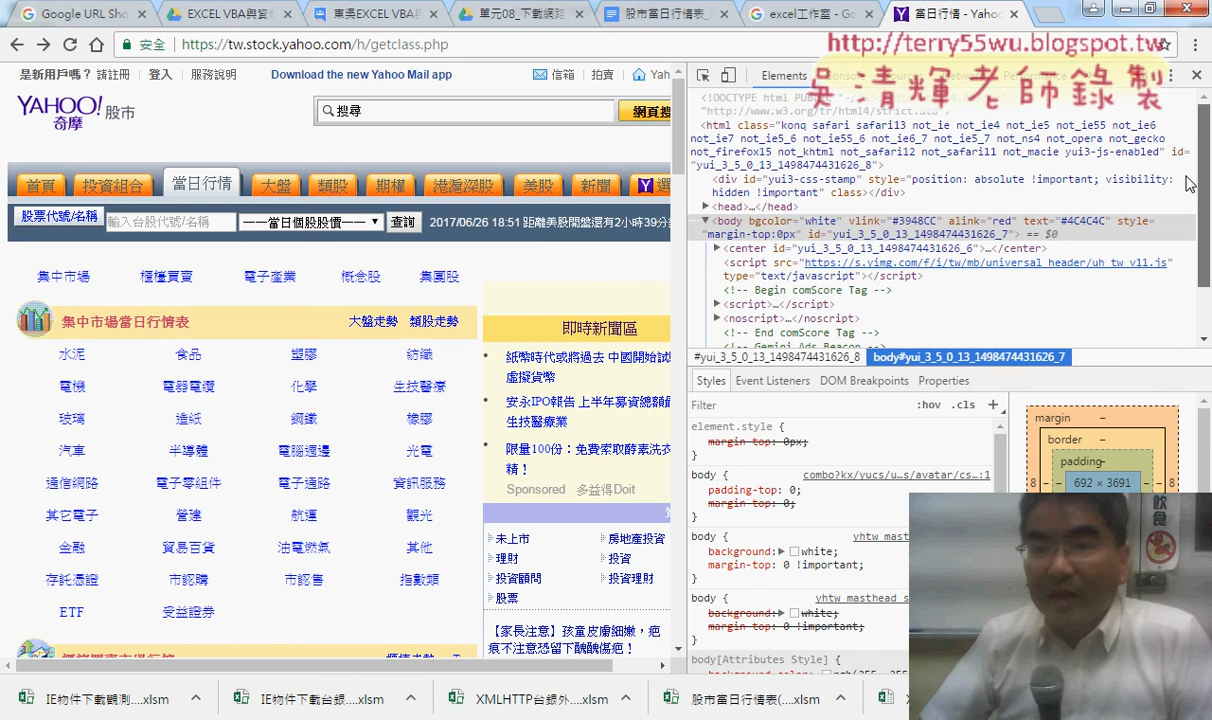 Google URL Sho
EXCEL VBA與資
東吳EXCEL VBA
單元08_下載網路
股市當日行情表_
excel工作室 - Go
當日行情 - Yahoo
安全
https://tw.stock.yahoo.com/h/getclass.php
http://terry55wu.blogspot.tw
吳清輝老師錄製
是新用戶嗎? 請註冊
登入
服務說明
Download the new Yahoo Mail app
信箱
拍賣
Yah
YAHOO!
奇摩
股市
搜尋
網頁搜
首頁
投資組合
當日行情
大盤
類股
期權
港滬深股
美股
新聞
選
股票代號/名稱
輸入台股代號/名稱
——當日個股股價——
查詢
2017/06/26 18:51 距離美股開盤還有2小時39分
集中市場
櫃檯買賣
電子產業
概念股
集團股
集中市場當日行情表
大盤走勢 類股走勢
水泥
食品
塑膠
紡織
電機
電器電纜
化學
生技醫療
玻璃
造紙
鋼鐵
橡膠
汽車
半導體
電腦週邊
光電
通信網路
電子零組件
電子通路
資訊服務
其它電子
營建
航運
觀光
金融
貿易百貨
油電燃氣
其他
存託憑證
市認購
市認售
指數類
ETF
受益證券
即時新聞區
紙幣時代或將過去 中國開始試
虛擬貨幣
安永IPO報告 上半年募資總額
生技醫療業
限量100份：免費索取酵素洗衣
精！
Sponsored 多益得Doit
未上市
房地產投資
理財
投資
投資顧問
投資理財
股票
【家長注意】孩童皮膚細嫩，疤
痕不注意恐留下醜醜傷疤！
Elements
<!DOCTYPE html PUBLIC
<html class="konq safari safari13 not_ie not_ie4 not_ie5 not_ie55 not_ie6
not_ie7 not_ie5_6 not_ie55_6 not_ie6_7 not_ie5_7 not_ns4 not_opera not_gecko
not_firefox15 not_khtml not_safari12 not_safari11 not_macie yui3-js-enabled" id=
"yui_3_5_0_13_1498474431626_8">
<div id="yui3-css-stamp" style="position: absolute !important; visibility:
hidden !important" class></div>
<head>…</head>
<body bgcolor="white" vlink="#3948CC" alink="red" text="#4C4C4C" style=
"margin-top:0px" id="yui_3_5_0_13_1498474431626_7"> == $0
<center id="yui_3_5_0_13_1498474431626_6">…</center>
<script src="https://s.yimg.com/f/i/tw/mb/universal_header/uh_tw_v11.js"
type="text/javascript"></script>
<!-- Begin comScore Tag -->
<script>…</script>
<noscript>…</noscript>
<!-- End comScore Tag -->
<!-- Gemini Ads Beacon -->
#yui_3_5_0_13_1498474431626_8
body#yui_3_5_0_13_1498474431626_7
Styles
Event Listeners
DOM Breakpoints
Properties
Filter
:hov .cls +
element.style {
margin-top: 0px;
}
body {
combo?kx/yucs/u…s/avatar/cs…:1
padding-top: 0;
margin-top: 0;
}
body {
yhtw_mast
background: white;
margin-top: 0 !important;
}
body {
yhtw_masthead_s
background: white;
margin-top: 0 !important;
}
body[Attributes Style] {
margin –
border –
padding–
8 – –
692 × 3691
– – 8
飲食
IE物件下載觀測....xlsm
IE物件下載台銀....xlsm
XMLHTTP台銀外....xlsm
股市當日行情表(....xlsm